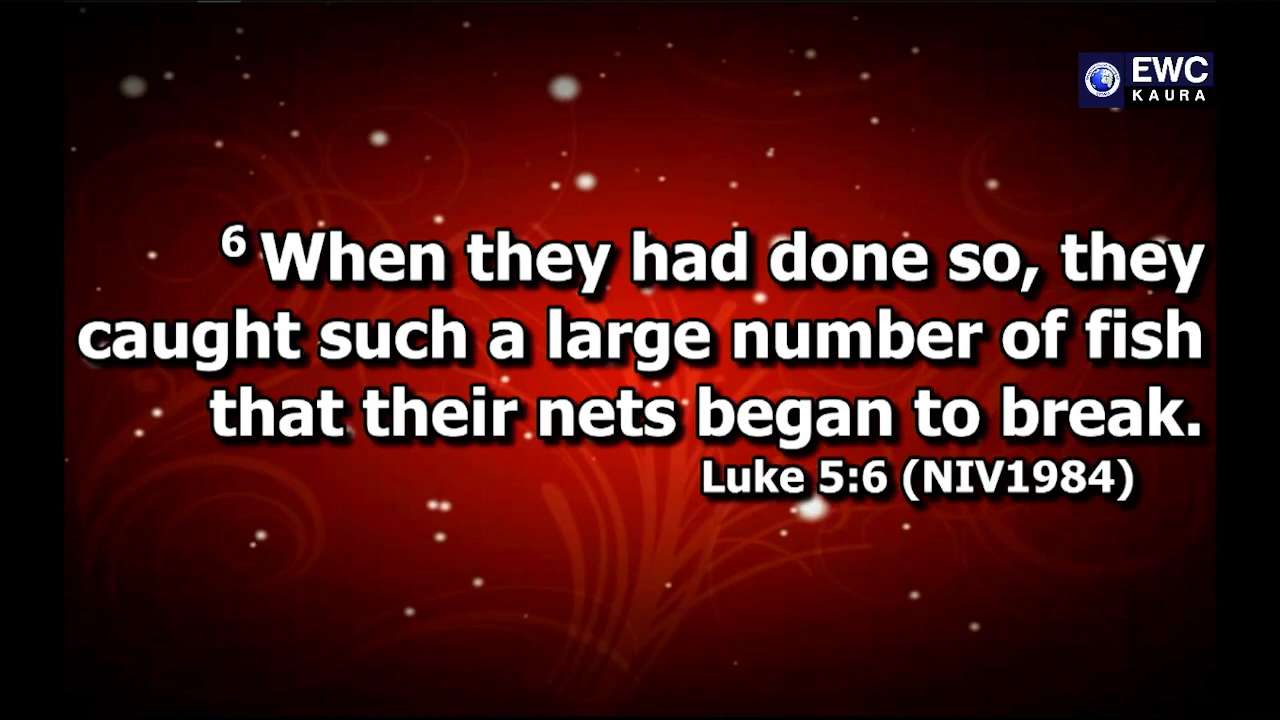 EWC
KAURA
6 When they had done so, they
caught such a large number of fish
that their nets began to break.
Luke 5:6 (NIV1984)